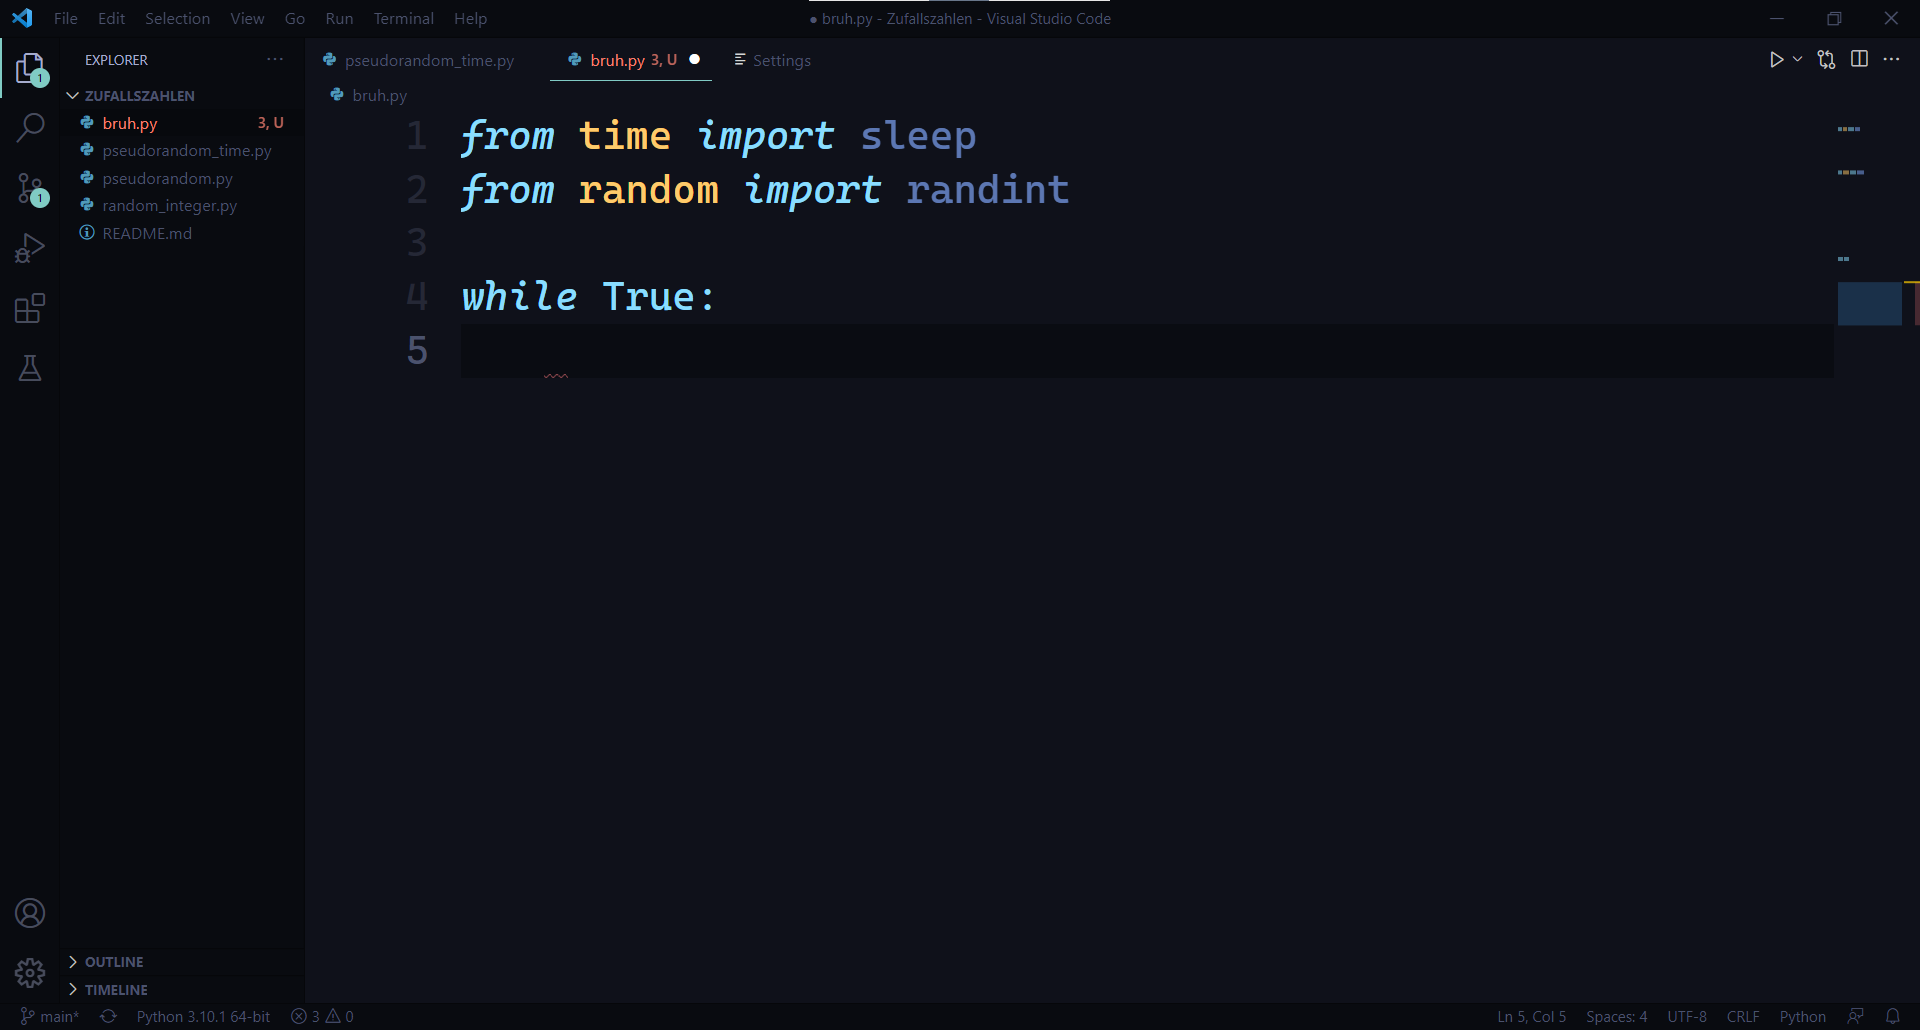 File Edit Selection View Go Run Terminal Help
● bruh.py - Zufallszahlen - Visual Studio Code
EXPLORER
ZUFALLSZAHLEN
bruh.py 3, U
pseudorandom_time.py
pseudorandom.py
random_integer.py
README.md
1
1
OUTLINE
TIMELINE
pseudorandom_time.py bruh.py 3, U Settings
bruh.py
1 from time import sleep
2 from random import randint
3
4 while True:
5
main* Python 3.10.1 64-bit 3 0
Ln 5, Col 5 Spaces: 4 UTF-8 CRLF Python